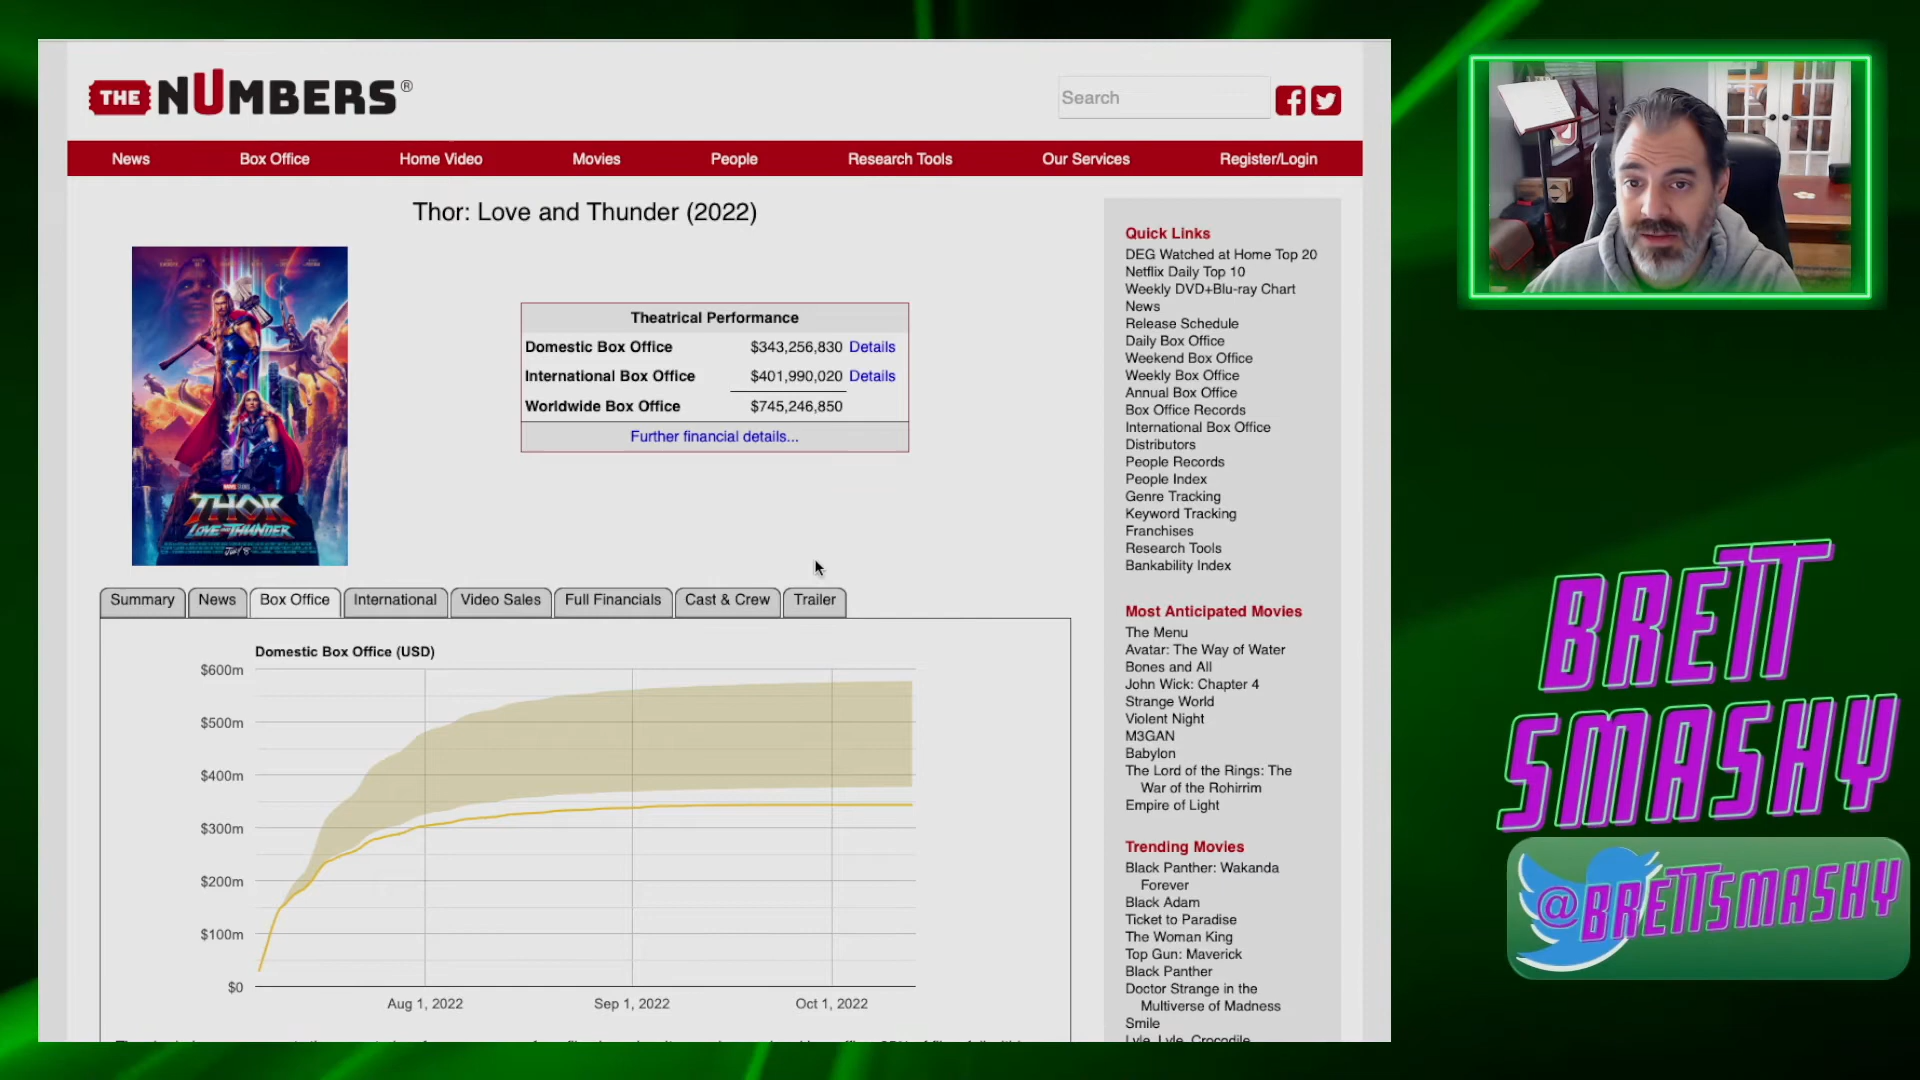 THE NUMBERS®
Search
News Box Office Home Video Movies People Research Tools Our Services Register/Login
Thor: Love and Thunder (2022)
THOR
LOVE AND THUNDER
Theatrical Performance
Domestic Box Office $343,256,830 Details
International Box Office $401,990,020 Details
Worldwide Box Office $745,246,850
Further financial details...
Summary News Box Office International Video Sales Full Financials Cast & Crew Trailer
Domestic Box Office (USD)
$600m
$500m
$400m
$300m
$200m
$100m
$0
Aug 1, 2022 Sep 1, 2022 Oct 1, 2022
Quick Links
DEG Watched at Home Top 20
Netflix Daily Top 10
Weekly DVD+Blu-ray Chart
News
Release Schedule
Daily Box Office
Weekend Box Office
Weekly Box Office
Annual Box Office
Box Office Records
International Box Office
Distributors
People Records
People Index
Genre Tracking
Keyword Tracking
Franchises
Research Tools
Bankability Index
Most Anticipated Movies
The Menu
Avatar: The Way of Water
Bones and All
John Wick: Chapter 4
Strange World
Violent Night
M3GAN
Babylon
The Lord of the Rings: The
War of the Rohirrim
Empire of Light
Trending Movies
Black Panther: Wakanda
Forever
Black Adam
Ticket to Paradise
The Woman King
Top Gun: Maverick
Black Panther
Doctor Strange in the
Multiverse of Madness
Smile
Lyle, Lyle, Crocodile
BRETT
SMASHY
@BRETTSMASHY